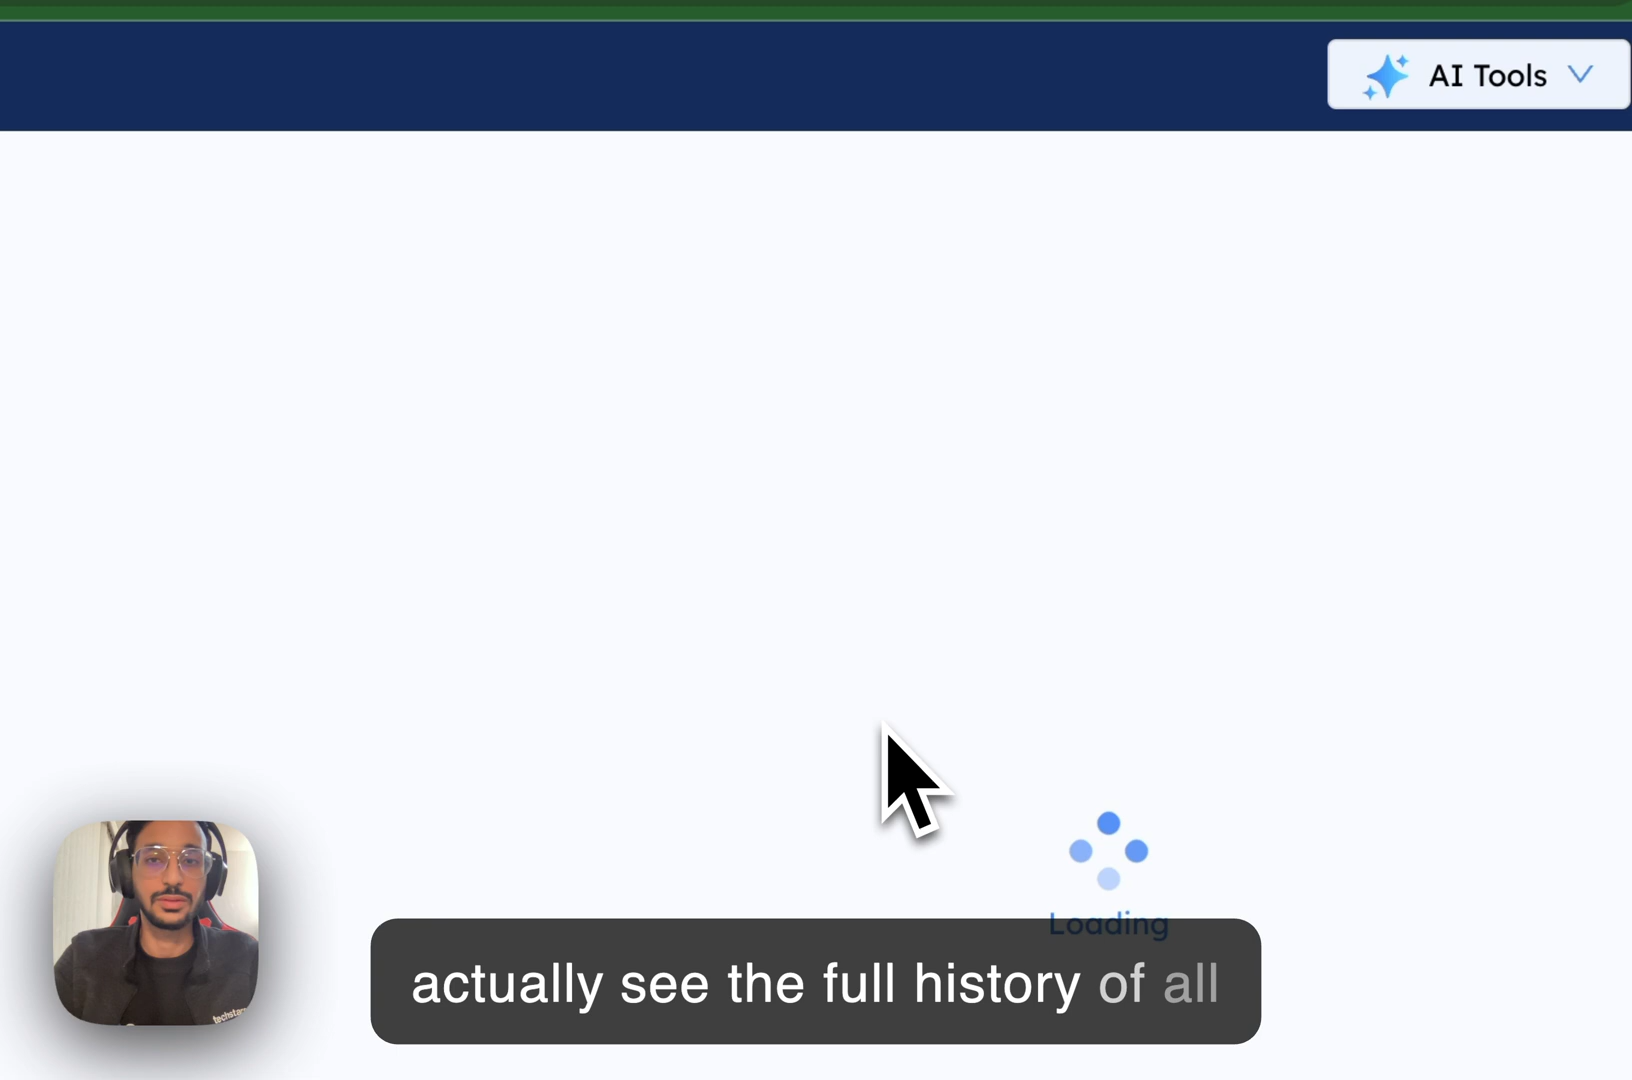 AI Tools
Loading
actually see the full history of all